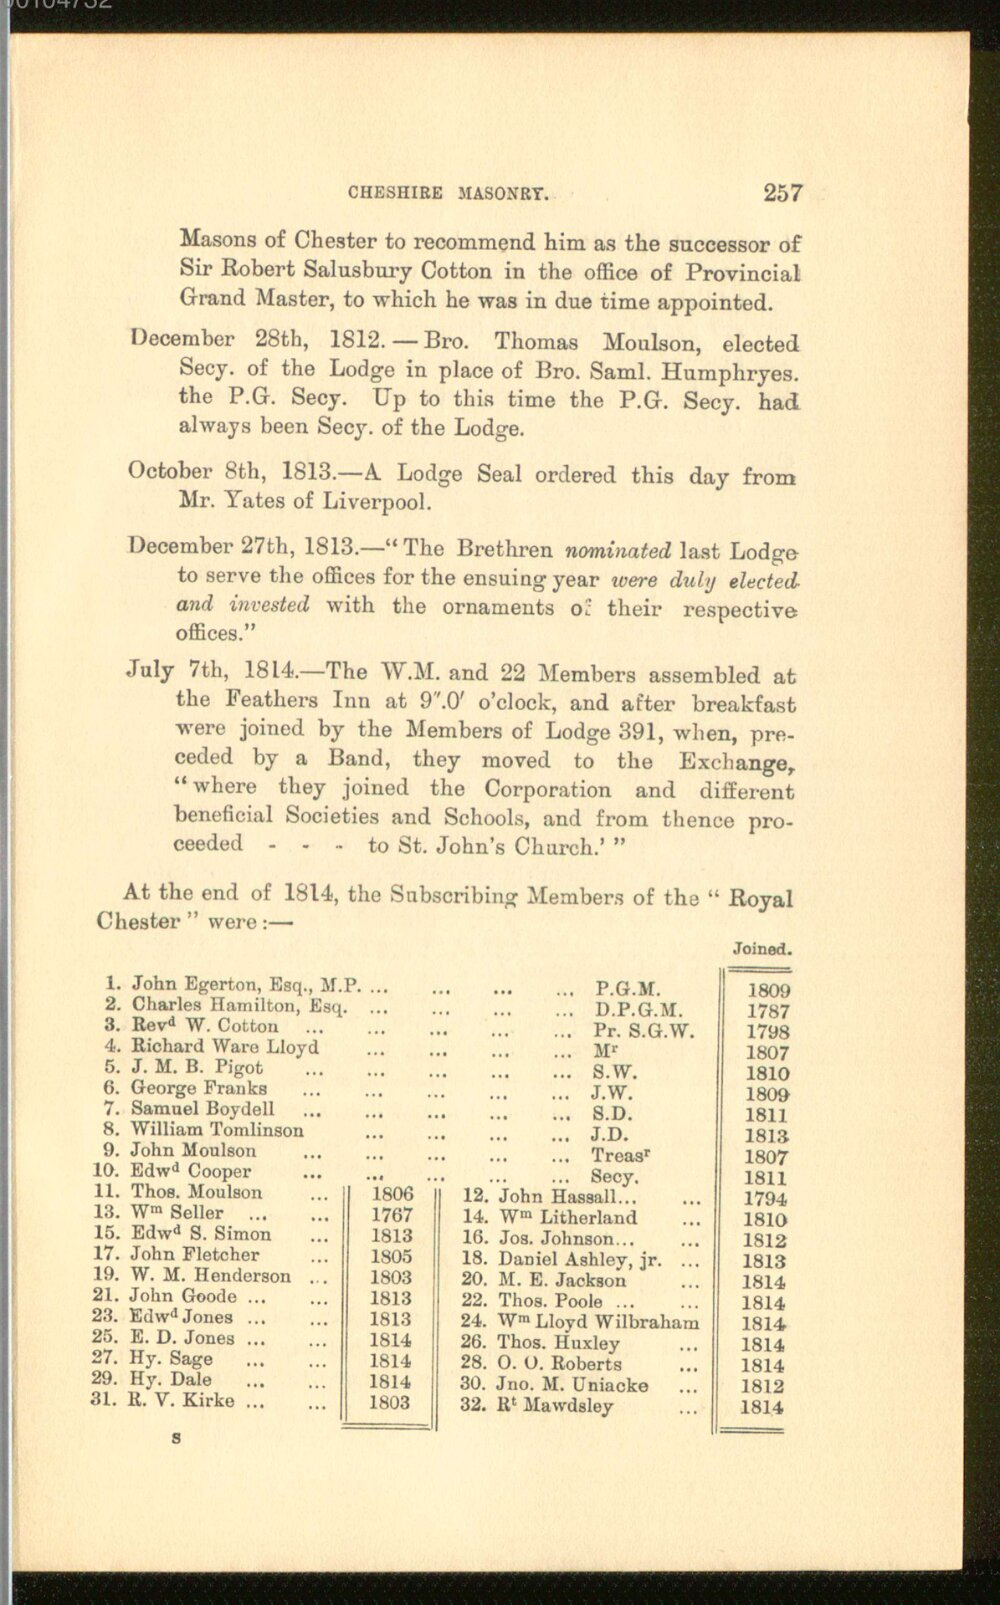 CHESHIRE MASONRY. 257
Masons of Chester to recommend him as the successor of
Sir Robert Salusbury Cotton in the office of Provincial
Grand Master, to which he was in due time appointed.
December 28th, 1812. — Bro. Thomas Moulson, elected
Secy. of the Lodge in place of Bro. Saml. Humphryes.
the P.G. Secy. Up to this time the P.G. Secy. had
always been Secy. of the Lodge.
October 8th, 1813.—A Lodge Seal ordered this day from
Mr. Yates of Liverpool.
December 27th, 1813.—“The Brethren nominated last Lodge
to serve the offices for the ensuing year were duly elected
and invested with the ornaments of their respective
offices.”
July 7th, 1814.—The W.M. and 22 Members assembled at
the Feathers Inn at 9″.0′ o’clock, and after breakfast
were joined by the Members of Lodge 391, when, pre-
ceded by a Band, they moved to the Exchange,
“where they joined the Corporation and different
beneficial Societies and Schools, and from thence pro-
ceeded - - - to St. John’s Church.’ ”
At the end of 1814, the Subscribing Members of the “ Royal
Chester ” were :—
Joined.
1. John Egerton, Esq., M.P. ... ... ... ... P.G.M. 1809
2. Charles Hamilton, Esq. ... ... ... ... D.P.G.M. 1787
3. Revd W. Cotton ... ... ... ... ... Pr. S.G.W. 1798
4. Richard Ware Lloyd ... ... ... ... Mr 1807
5. J. M. B. Pigot ... ... ... ... ... S.W. 1810
6. George Franks ... ... ... ... ... J.W. 1809
7. Samuel Boydell ... ... ... ... ... S.D. 1811
8. William Tomlinson ... ... ... ... J.D. 1813
9. John Moulson ... ... ... ... ... Treasr 1807
10. Edwd Cooper ... ... ... ... ... Secy. 1811
11. Thos. Moulson ... 1806 12. John Hassall... ... 1794
13. Wm Seller ... ... 1767 14. Wm Litherland ... 1810
15. Edwd S. Simon ... 1813 16. Jos. Johnson... ... 1812
17. John Fletcher ... 1805 18. Daniel Ashley, jr. ... 1813
19. W. M. Henderson ... 1803 20. M. E. Jackson ... 1814
21. John Goode ... ... 1813 22. Thos. Poole ... ... 1814
23. Edwd Jones ... ... 1813 24. Wm Lloyd Wilbraham 1814
25. E. D. Jones ... ... 1814 26. Thos. Huxley ... 1814
27. Hy. Sage ... ... 1814 28. O. O. Roberts ... 1814
29. Hy. Dale ... ... 1814 30. Jno. M. Uniacke ... 1812
31. R. V. Kirke ... ... 1803 32. Rt Mawdsley ... 1814
S